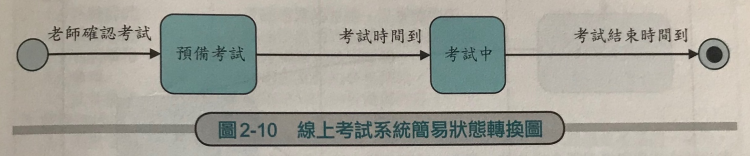 老師確認考試
預備考試
考試時間到
考試中
考試結束時間到
圖2-10 線上考試系統簡易狀態轉換圖